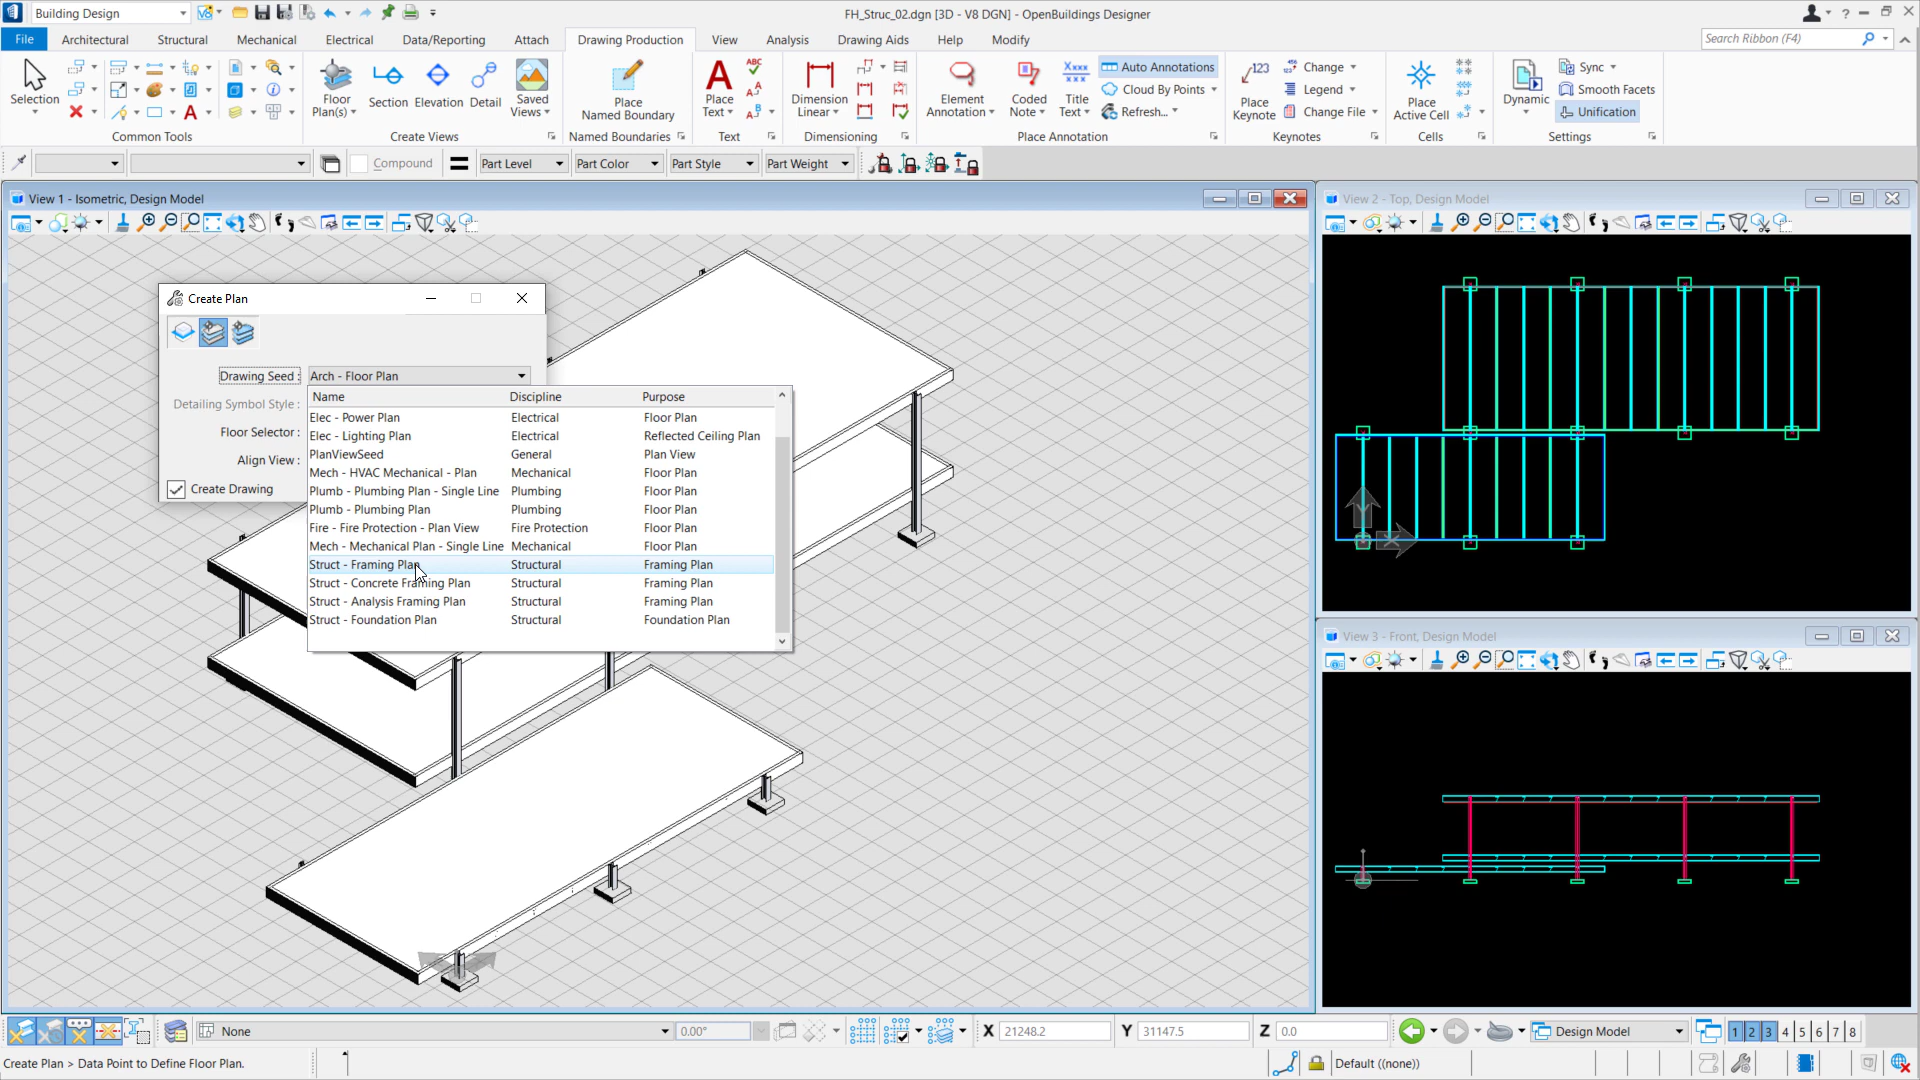 Building Design
FH_Struc_02.dgn [3D - V8 DGN] - OpenBuildings Designer
File
Architectural
Structural
Mechanical
Electrical
Data/Reporting
Attach
Drawing Production
View
Analysis
Drawing Aids
Help
Modify
Search Ribbon (F4)
Selection
Floor Plan(s)
Section
Elevation
Detail
Saved Views
Place Named Boundary
Place Text
Dimension Linear
Element Annotation
Coded Note
Title Text
Auto Annotations
Cloud By Points
Refresh...
Place Keynote
Change
Legend
Change File
Place Active Cell
Dynamic
Sync
Smooth Facets
Unification
Common Tools
Create Views
Named Boundaries
Text
Dimensioning
Place Annotation
Keynotes
Cells
Settings
Compound
Part Level
Part Color
Part Style
Part Weight
View 1 - Isometric, Design Model
View 2 - Top, Design Model
Create Plan
Drawing Seed :
Arch - Floor Plan
Detailing Symbol Style :
Floor Selector :
Align View :
Create Drawing
Name Discipline Purpose
Elec - Power Plan Electrical Floor Plan
Elec - Lighting Plan Electrical Reflected Ceiling Plan
PlanViewSeed General Plan View
Mech - HVAC Mechanical - Plan Mechanical Floor Plan
Plumb - Plumbing Plan - Single Line Plumbing Floor Plan
Plumb - Plumbing Plan Plumbing Floor Plan
Fire - Fire Protection - Plan View Fire Protection Floor Plan
Mech - Mechanical Plan - Single Line Mechanical Floor Plan
Struct - Framing Plan Structural Framing Plan
Struct - Concrete Framing Plan Structural Framing Plan
Struct - Analysis Framing Plan Structural Framing Plan
Struct - Foundation Plan Structural Foundation Plan
View 3 - Front, Design Model
None
0.00°
X 21248.2
Y 31147.5
Z 0.0
Design Model
1 2 3 4 5 6 7 8
Create Plan > Data Point to Define Floor Plan.
Default ((none))